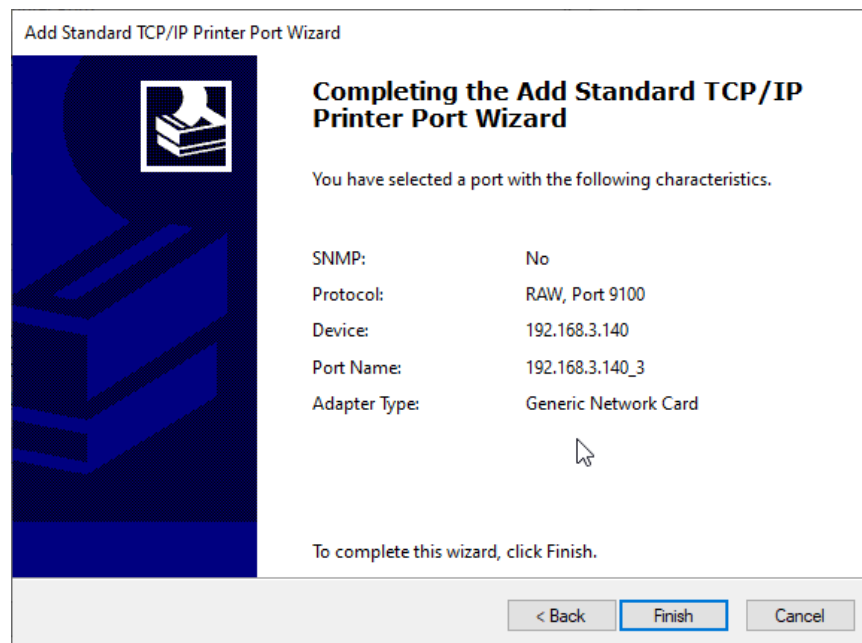 Add Standard TCP/IP Printer Port Wizard
Completing the Add Standard TCP/IP
Printer Port Wizard
You have selected a port with the following characteristics.
SNMP: No
Protocol: RAW, Port 9100
Device: 192.168.3.140
Port Name: 192.168.3.140_3
Adapter Type: Generic Network Card
To complete this wizard, click Finish.
< Back Finish Cancel